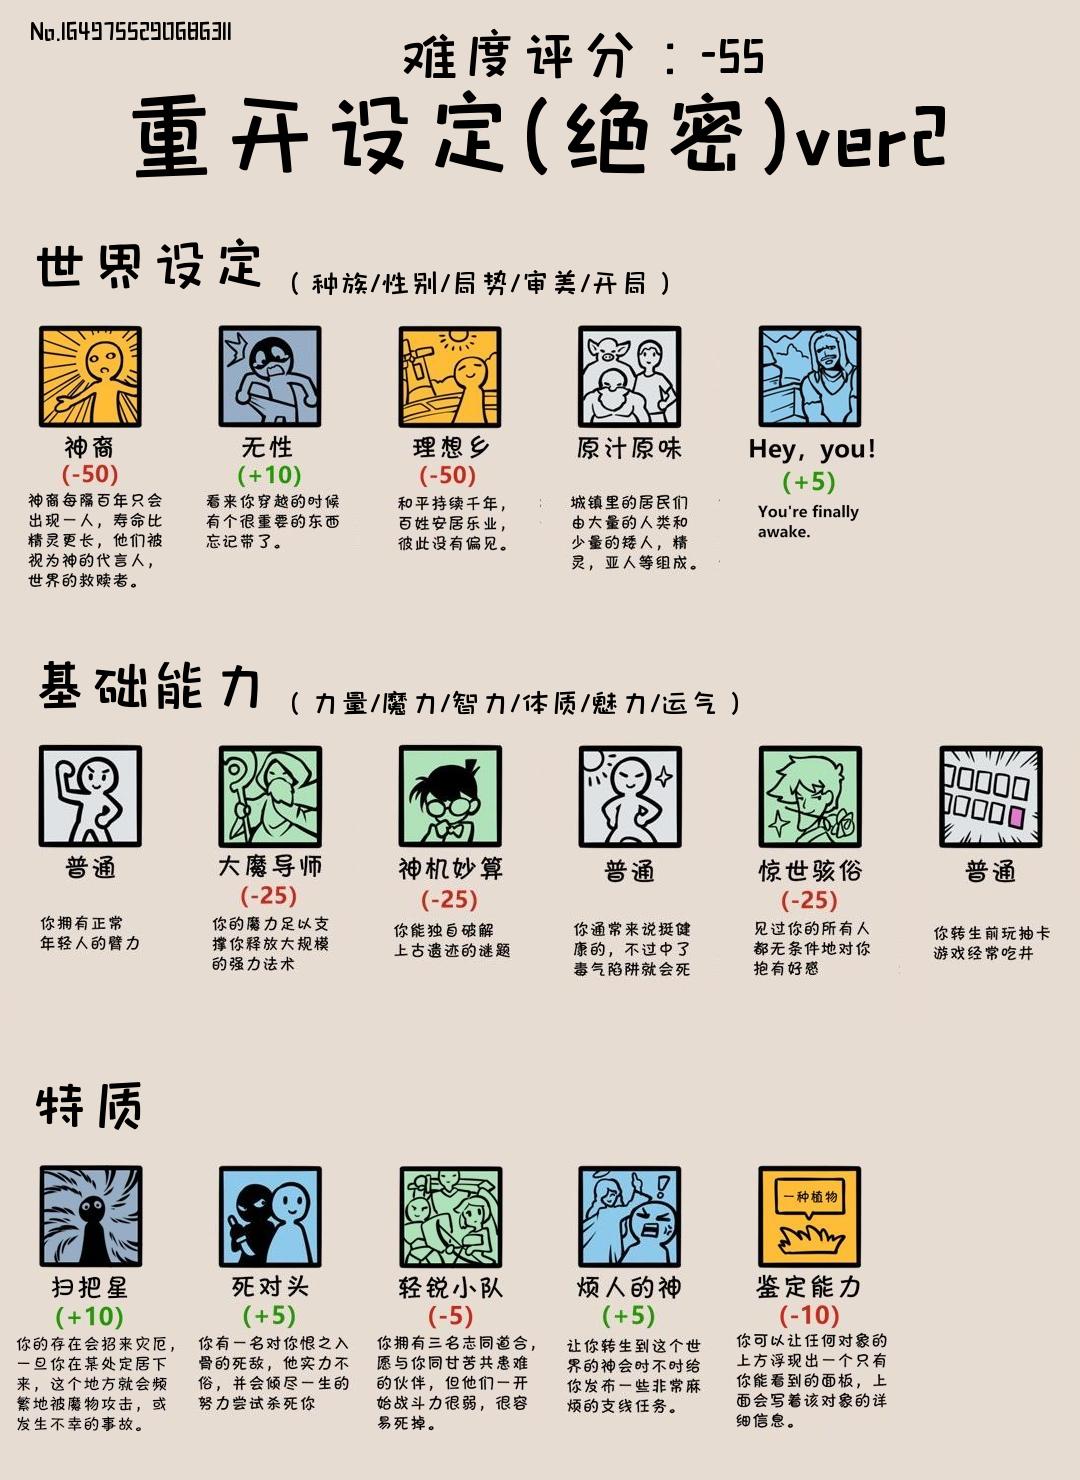 No.1649755290686311
难度评分：-55
重开设定(绝密)ver2
世界设定（种族/性别/局势/审美/开局）
神裔
(-50)
神裔每隔百年只会
出现一人，寿命比
精灵更长，他们被
视为神的代言人，
世界的救赎者。
无性
(+10)
看来你穿越的时候
有个很重要的东西
忘记带了。
理想乡
(-50)
和平持续千年，
百姓安居乐业，
彼此没有偏见。
原汁原味
城镇里的居民们
由大量的人类和
少量的矮人，精
灵，亚人等组成。
Hey, you!
(+5)
You're finally
awake.
基础能力（力量/魔力/智力/体质/魅力/运气）
普通
你拥有正常
年轻人的臂力
大魔导师
(-25)
你的魔力足以支
撑你释放大规模
的强力法术
神机妙算
(-25)
你能独自破解
上古遗迹的谜题
普通
你通常来说挺健
康的，不过中了
毒气陷阱就会死
惊世骇俗
(-25)
见过你的所有人
都无条件地对你
抱有好感
普通
你转生前玩抽卡
游戏经常吃井
特质
扫把星
(+10)
你的存在会招来灾厄，
一旦你在某处定居下
来，这个地方就会频
繁地被魔物攻击，或
发生不幸的事故。
死对头
(+5)
你有一名对你恨之入
骨的死敌，他实力不
俗，并会倾尽一生的
努力尝试杀死你
轻锐小队
(-5)
你拥有三名志同道合，
愿与你同甘苦共患难
的伙伴，但他们一开
始战斗力很弱，很容
易死掉。
烦人的神
(+5)
让你转生到这个世
界的神会时不时给
你发布一些非常麻
烦的支线任务。
一种植物
鉴定能力
(-10)
你可以让任何对象的
上方浮现出一个只有
你能看到的面板，上
面会写着该对象的详
细信息。